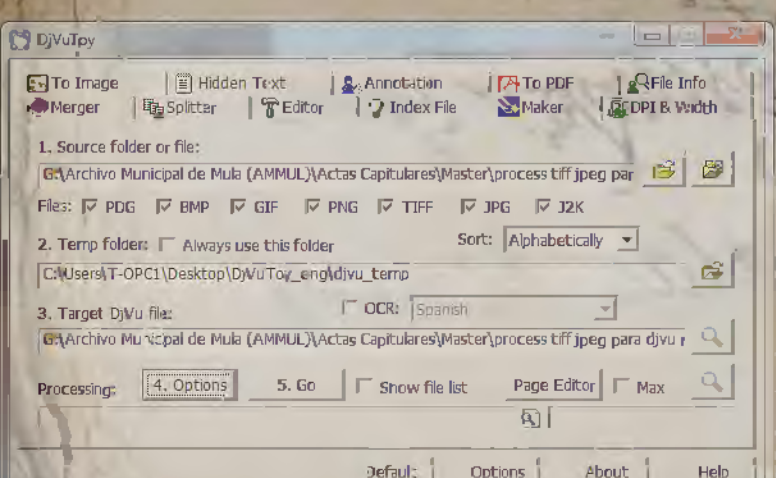 DjVuToy
To Image Hidden Text Annotation To PDF File Info
Merger Splitter Editor Index File Maker DPI & Width
1. Source folder or file:
G:\Archivo Municipal de Mula (AMMUL)\Actas Capitulares\Master\process tiff jpeg par
Files: PDG BMP GIF PNG TIFF JPG J2K
2. Temp folder: Always use this folder Sort: Alphabetically
C:\Users\T-OPC1\Desktop\DjVuToy_eng\djvu_temp
3. Target DjVu file: OCR: Spanish
G:\Archivo Municipal de Mula (AMMUL)\Actas Capitulares\Master\process tiff jpeg para djvu r
Processing: 4. Options 5. Go Show file list Page Editor Max
Default Options About Help